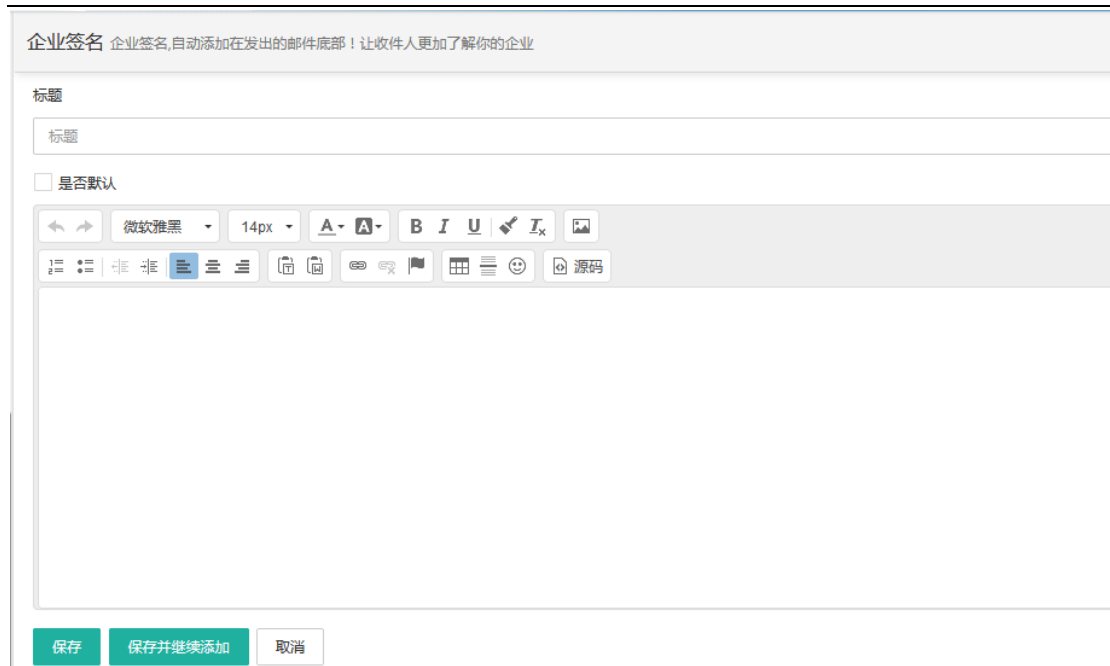 企业签名 企业签名,自动添加在发出的邮件底部！让收件人更加了解你的企业
标题
标题
是否默认
微软雅黑 14px A A B I U Ix
源码
保存 保存并继续添加 取消